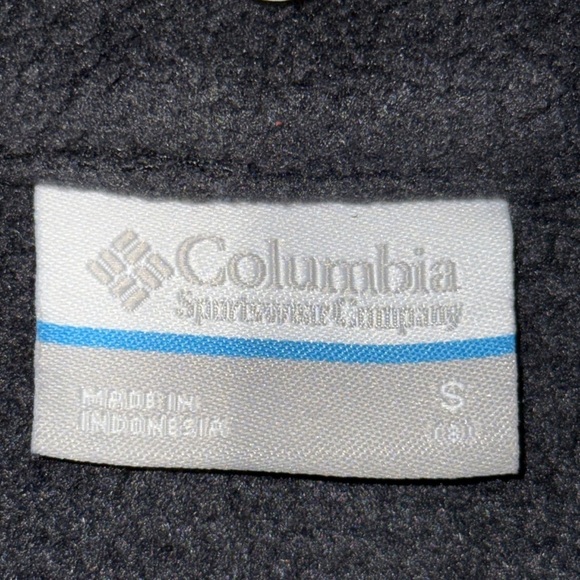 Columbia
Sportswear Company
MADE IN
INDONESIA
S